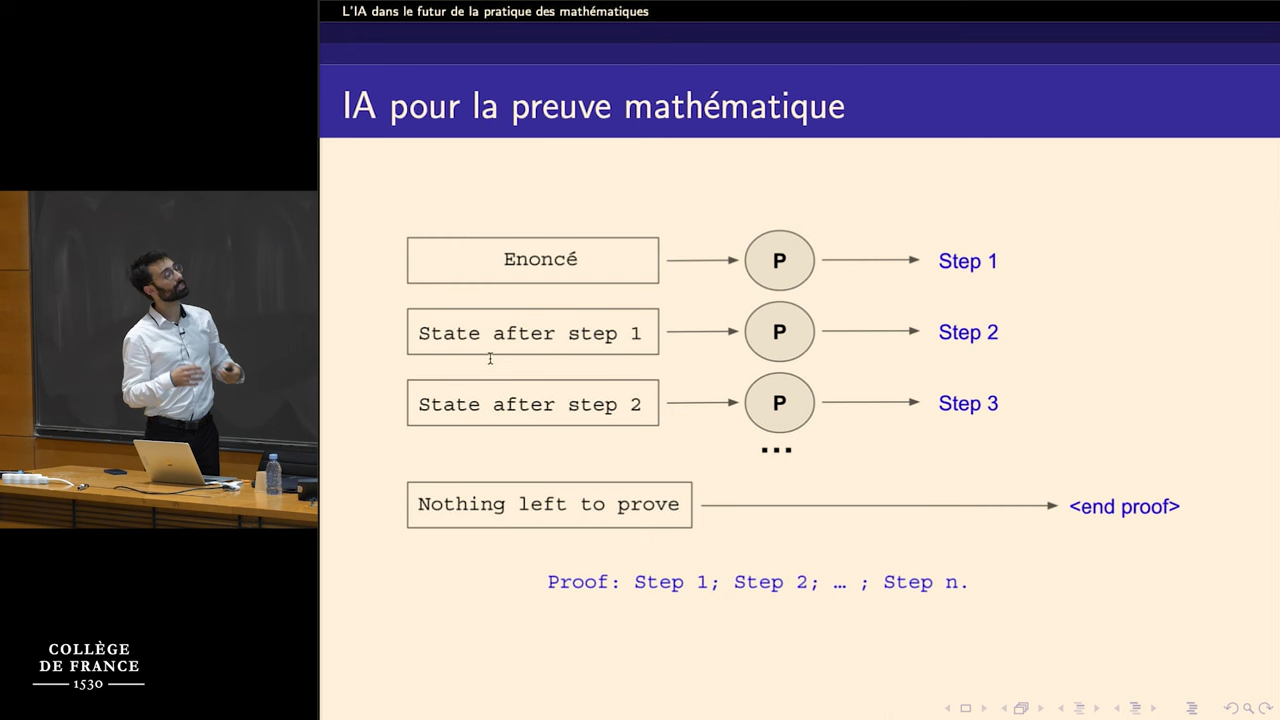 L'IA dans le futur de la pratique des mathématiques
IA pour la preuve mathématique
Enoncé
P
Step 1
State after step 1
P
Step 2
State after step 2
P
Step 3
...
Nothing left to prove
<end proof>
Proof: Step 1; Step 2; … ; Step n.
COLLÈGE
DE FRANCE
1530